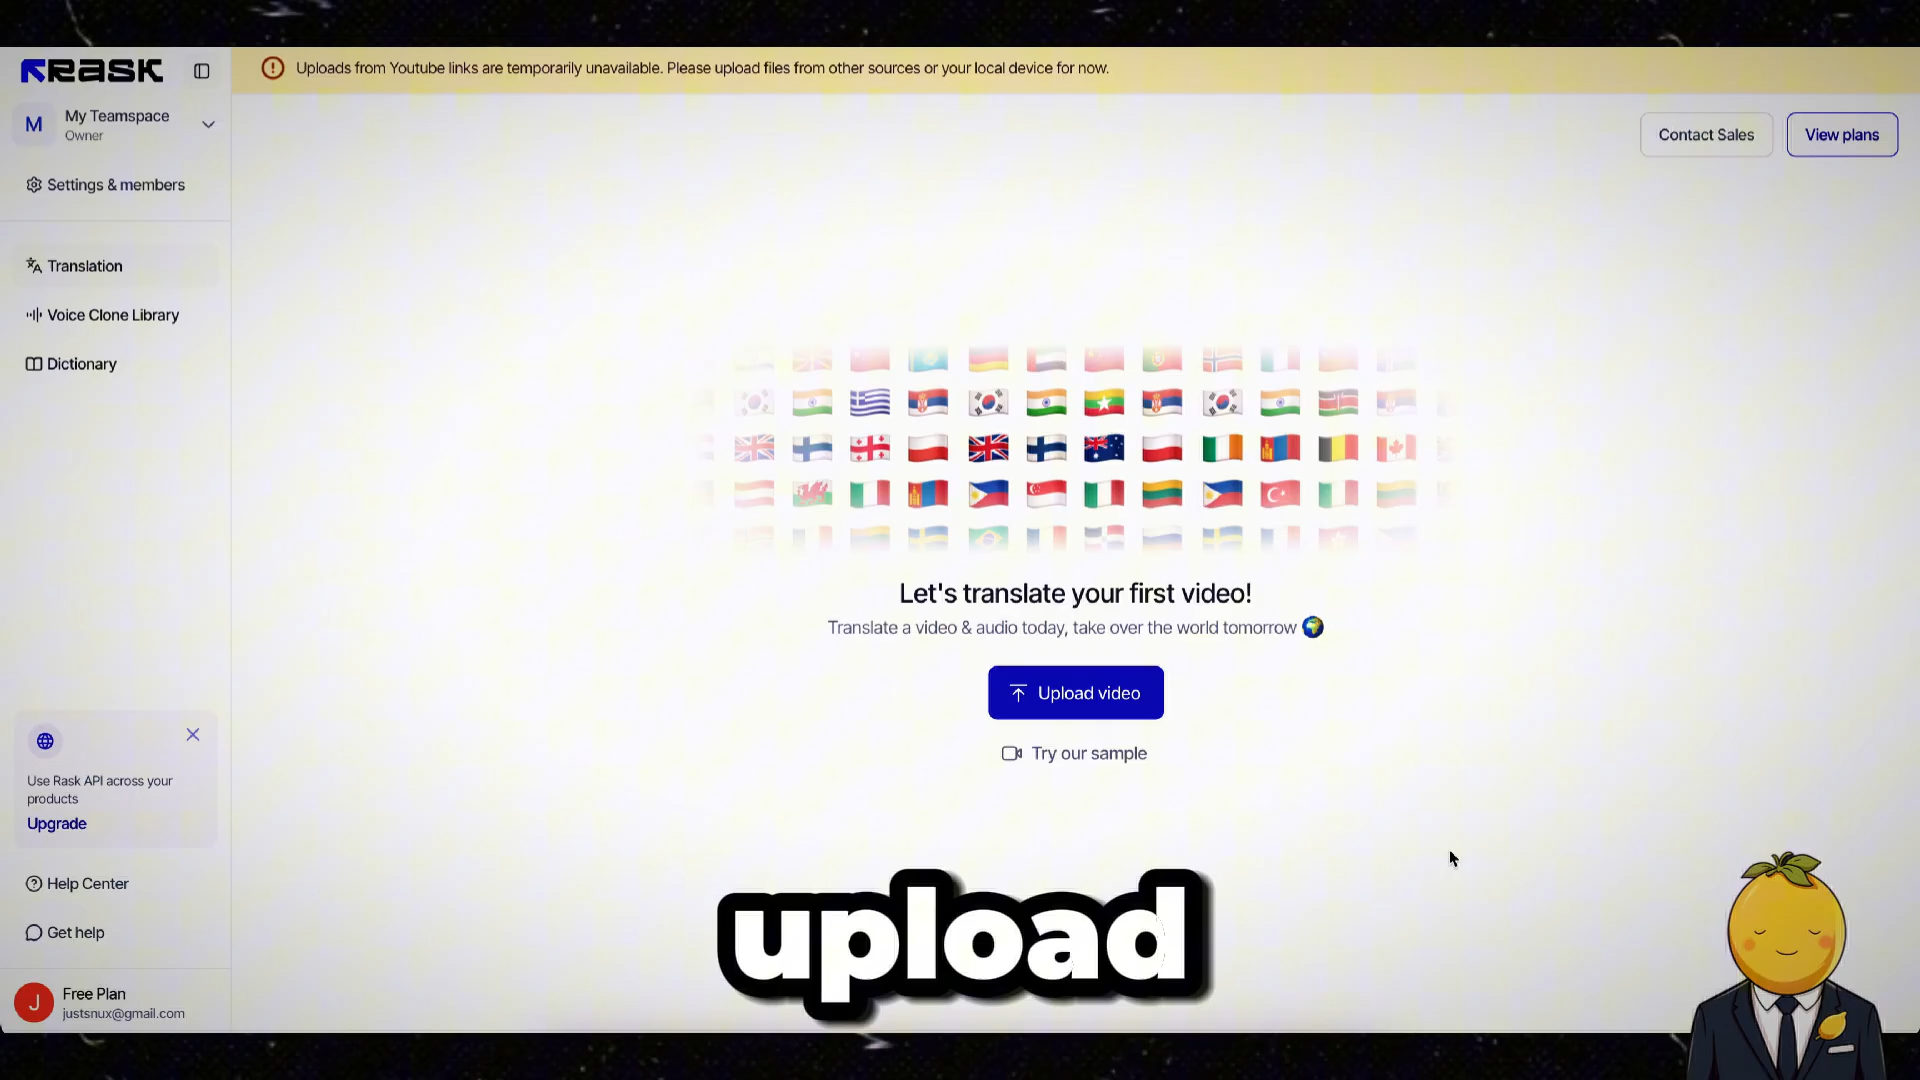 RASK
Uploads from Youtube links are temporarily unavailable. Please upload files from other sources or your local device for now.
M
My Teamspace
Owner
Contact Sales
View plans
Settings & members
Translation
Voice Clone Library
Dictionary
Let's translate your first video!
Translate a video & audio today, take over the world tomorrow
Upload video
Try our sample
Use Rask API across your
products
Upgrade
Help Center
Get help
upload
J
Free Plan
justsnux@gmail.com